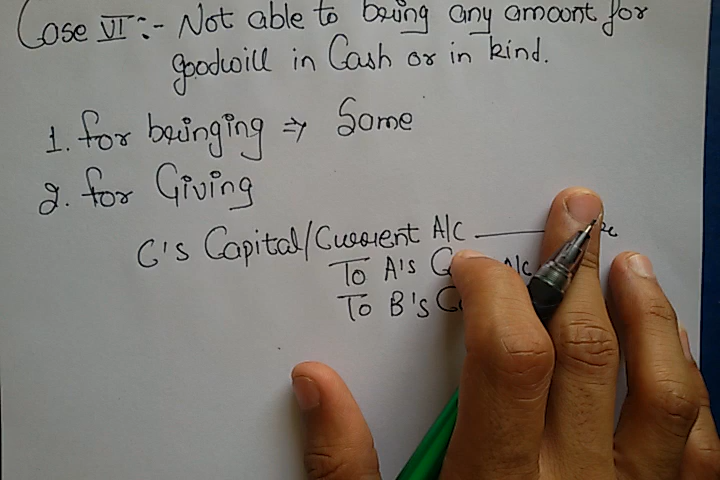 Case VI :- Not able to bring any amount for
goodwill in Cash or in kind.
1. for bringing ⇒ Same
2. for Giving
C's Capital/Current A/c
To A's A/c
To B's